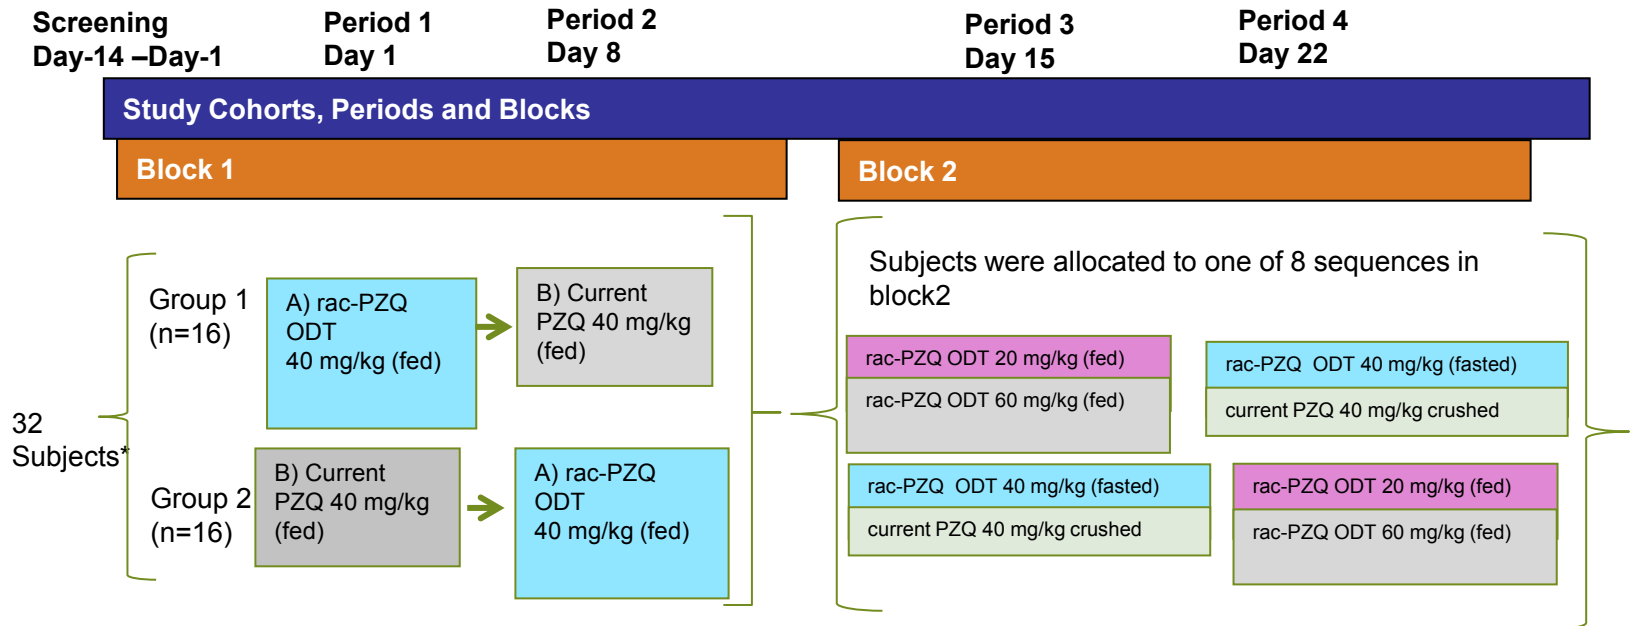 Screening
Day-14 –Day-1
Period 1
Day 1
Period 2
Day 8
Period 3
Day 15
Period 4
Day 22
Study Cohorts, Periods and Blocks
Block 1
Block 2
32
Subjects*
Group 1
(n=16)
A) rac-PZQ
ODT
40 mg/kg (fed)
B) Current
PZQ 40 mg/kg
(fed)
Group 2
(n=16)
B) Current
PZQ 40 mg/kg
(fed)
A) rac-PZQ
ODT
40 mg/kg (fed)
Subjects were allocated to one of 8 sequences in
block2
rac-PZQ ODT 20 mg/kg (fed)
rac-PZQ ODT 60 mg/kg (fed)
rac-PZQ  ODT 40 mg/kg (fasted)
current PZQ 40 mg/kg crushed
rac-PZQ  ODT 40 mg/kg (fasted)
current PZQ 40 mg/kg crushed
rac-PZQ ODT 20 mg/kg (fed)
rac-PZQ ODT 60 mg/kg (fed)